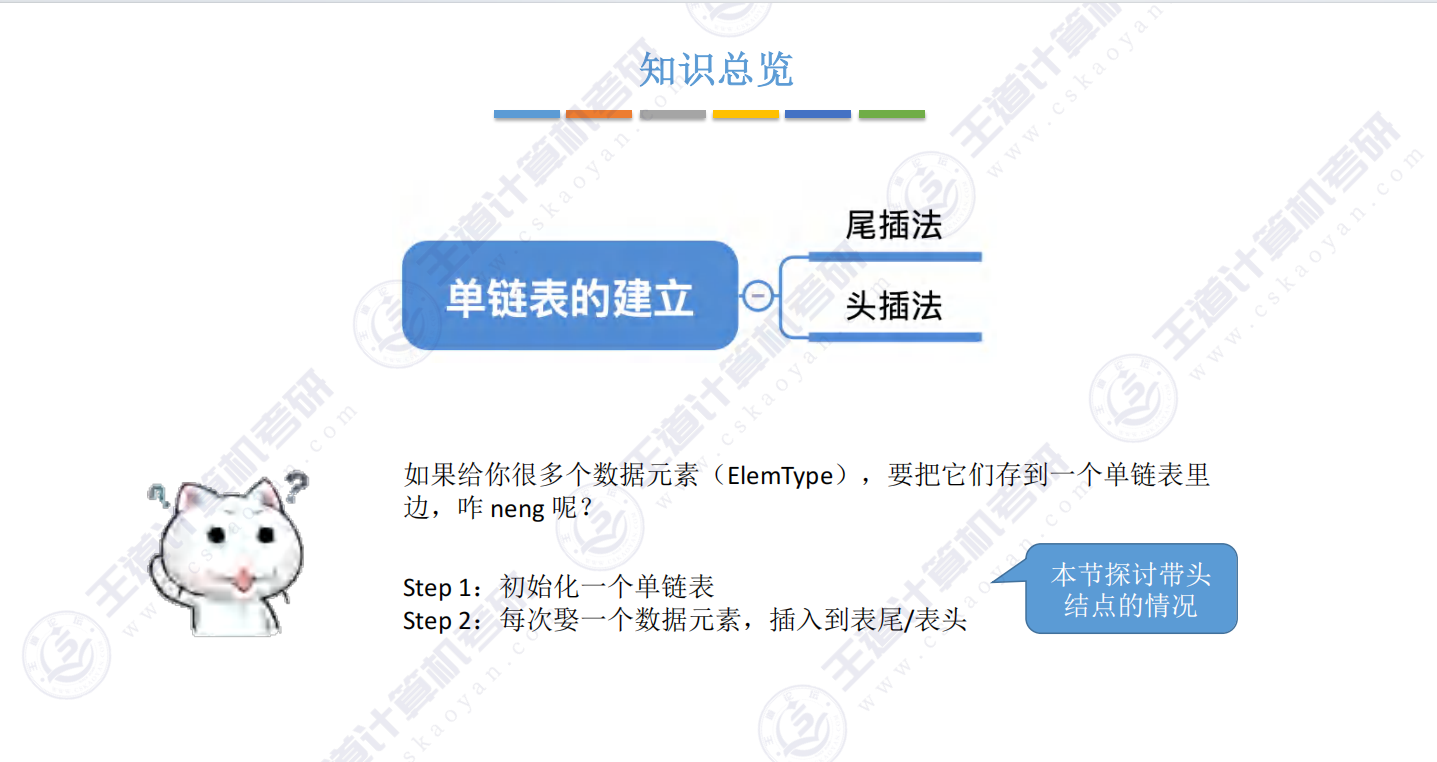 知识总览
尾插法
单链表的建立
头插法
如果给你很多个数据元素（ElemType），要把它们存到一个单链表里
边，咋 neng 呢？
Step 1：初始化一个单链表
Step 2：每次娶一个数据元素，插入到表尾/表头
本节探讨带头
结点的情况
王道计算机考研
www.cskaoyan.com